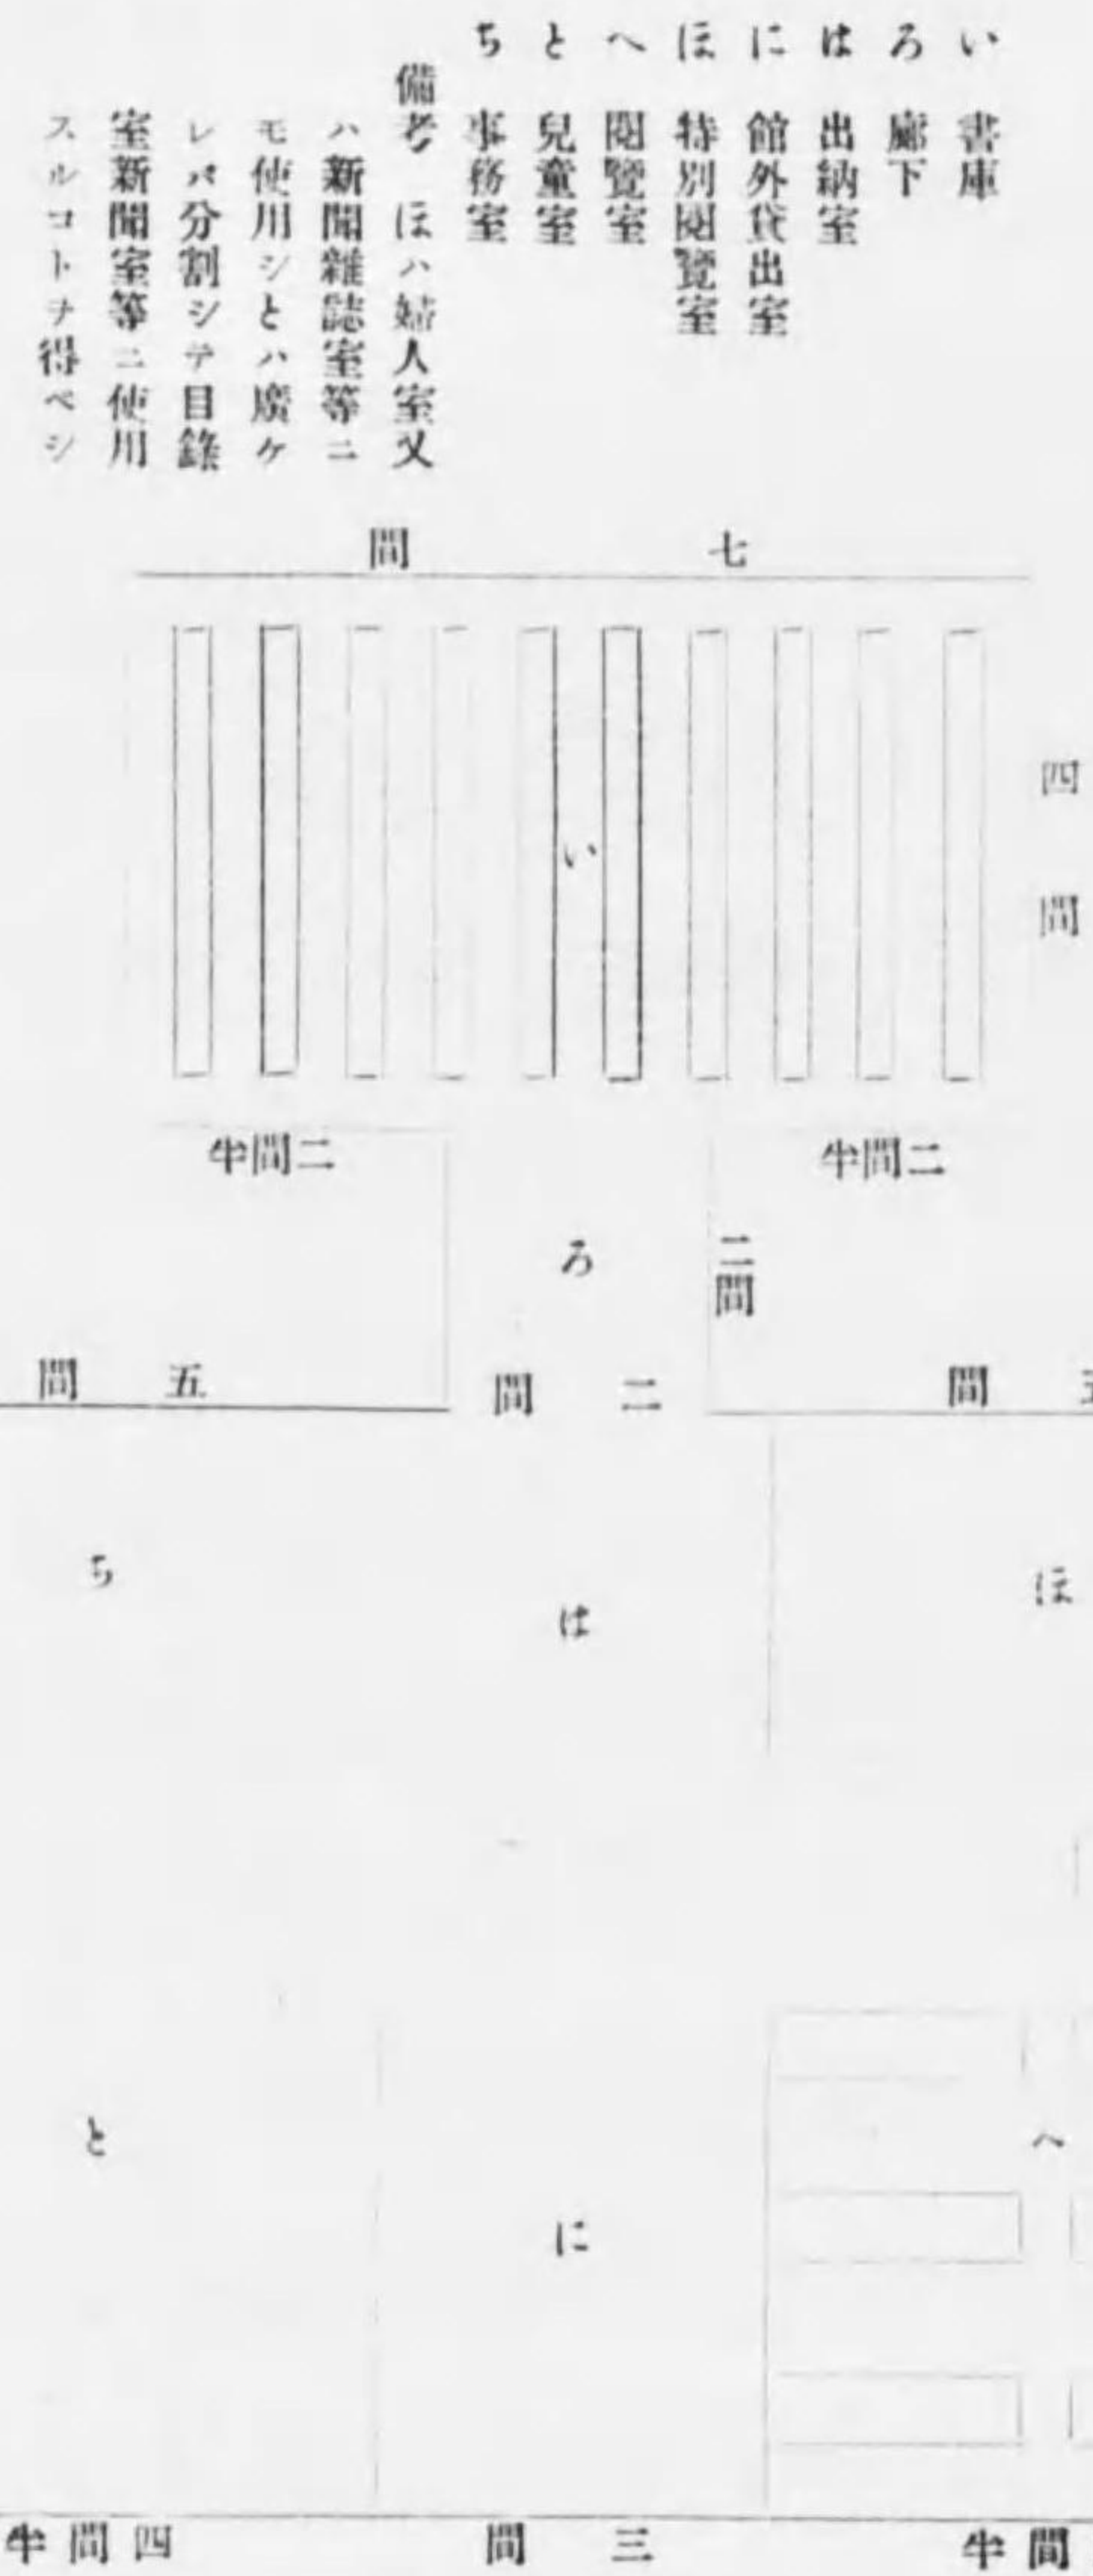 い　書庫
ろ　廊下
は　出納室
に　館外貸出室
ほ　特別閲覽室
へ　閲覽室
と　兒童室
ち　事務室
備考　ほハ婦人室又
ハ新聞雜誌室等ニ
モ使用シとハ廣ケ
レバ分割シテ目錄
室新聞室等ニ使用
スルコトヲ得ベシ
七間
四間
い
二間半
二間半
ろ
二間
間
二間
五間
ほ
は
ち
へ
に
と
間半
三間
四間半